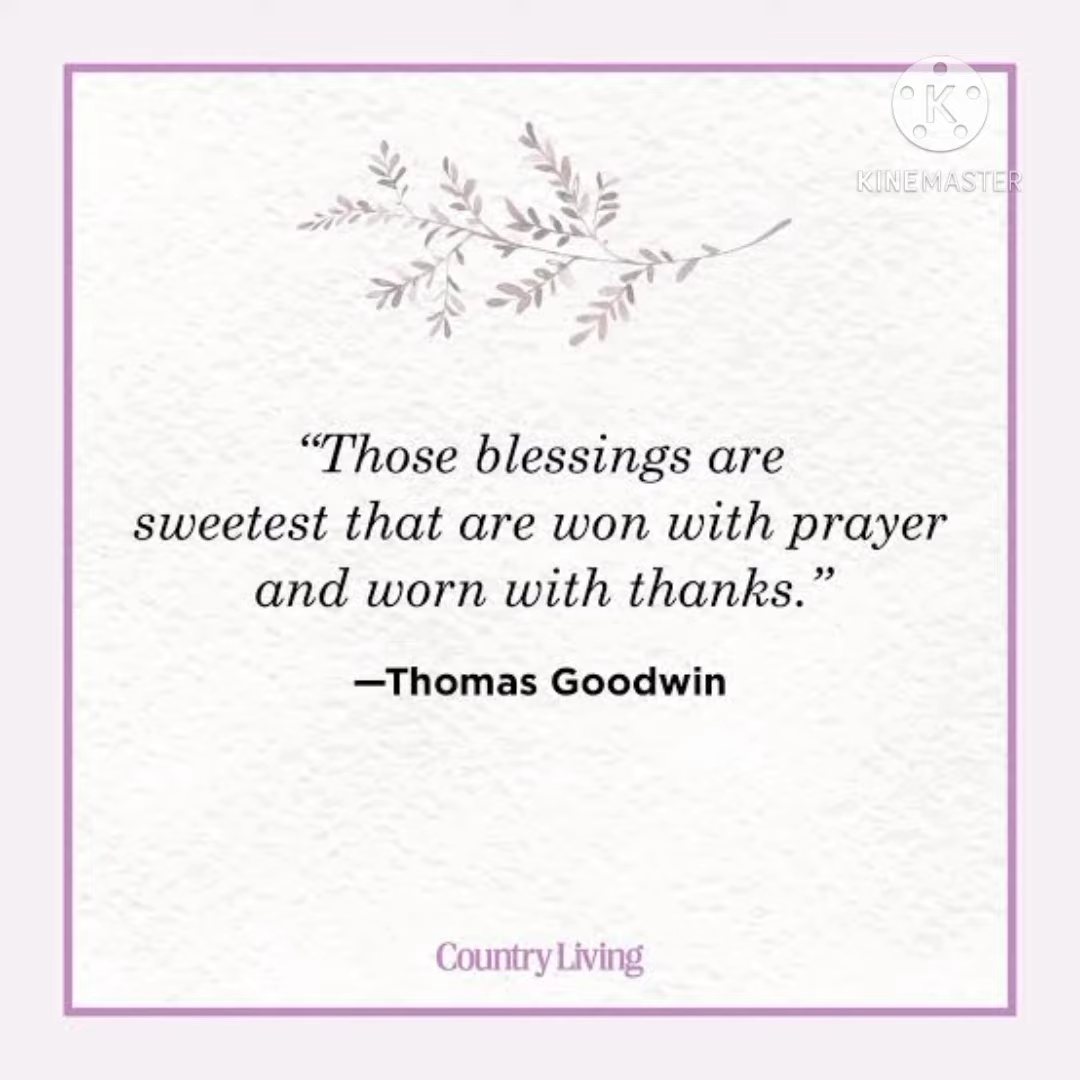 K
KINEMASTER
“Those blessings are
sweetest that are won with prayer
and worn with thanks.”
—Thomas Goodwin
Country Living